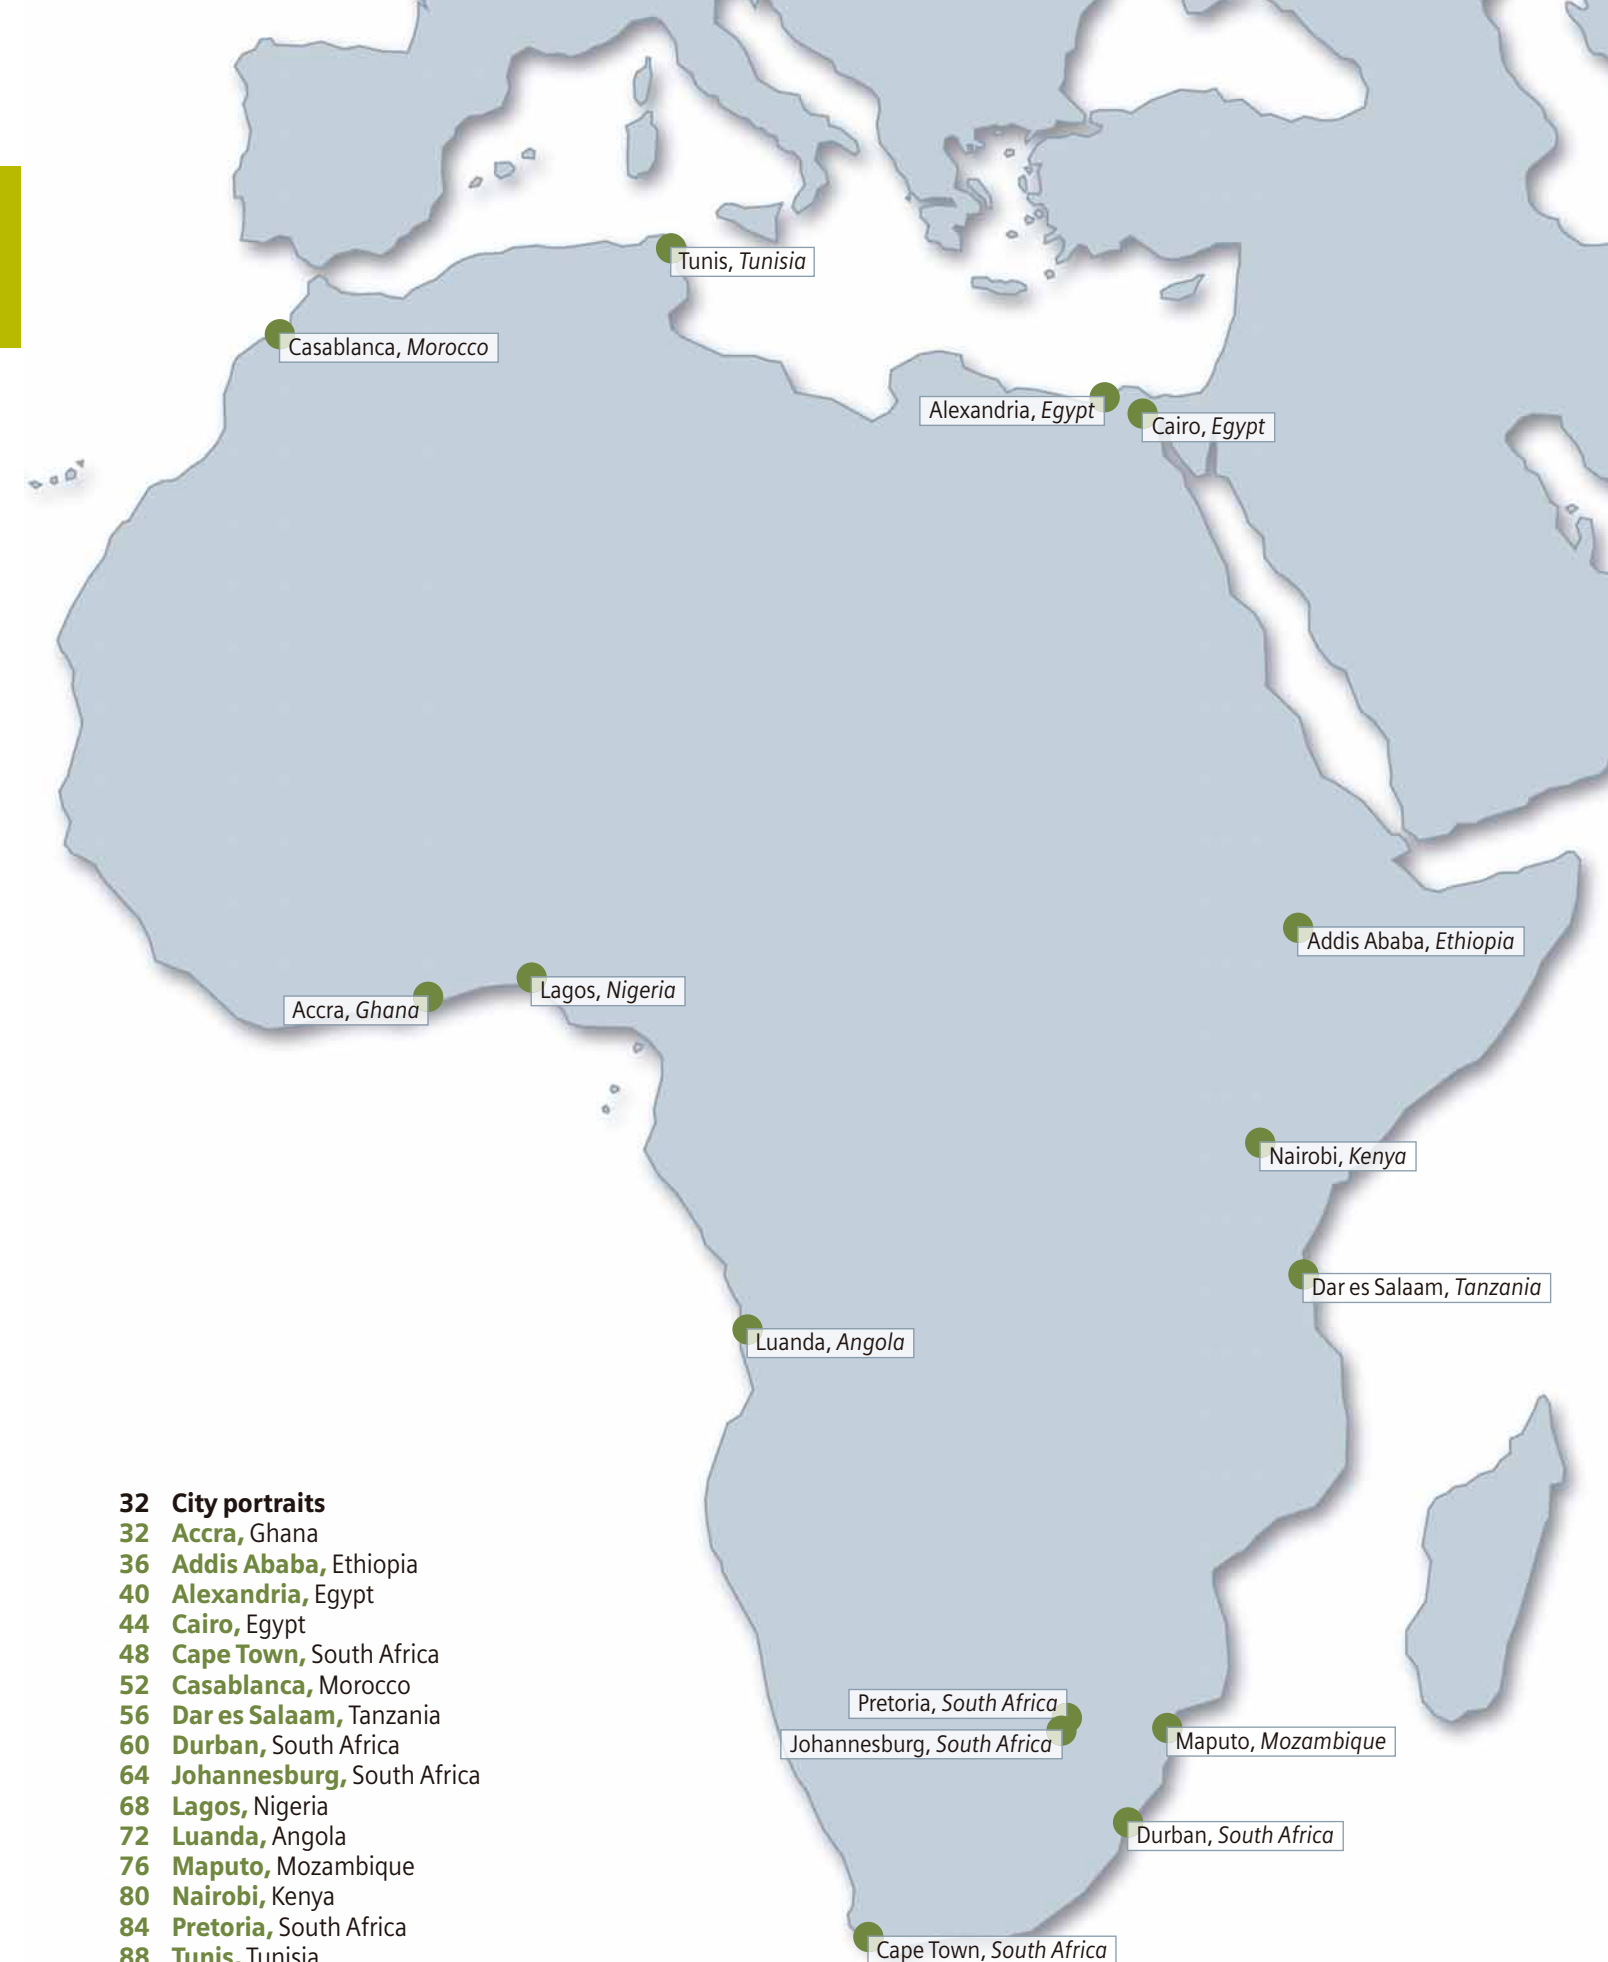 Tunis, Tunisia
Casablanca, Morocco
Alexandria, Egypt
Cairo, Egypt
Addis Ababa, Ethiopia
Lagos, Nigeria
Accra, Ghana
Nairobi, Kenya
Dar es Salaam, Tanzania
Luanda, Angola
Pretoria, South Africa
Johannesburg, South Africa
Maputo, Mozambique
Durban, South Africa
Cape Town, South Africa
32 City portraits
32 Accra, Ghana
36 Addis Ababa, Ethiopia
40 Alexandria, Egypt
44 Cairo, Egypt
48 Cape Town, South Africa
52 Casablanca, Morocco
56 Dar es Salaam, Tanzania
60 Durban, South Africa
64 Johannesburg, South Africa
68 Lagos, Nigeria
72 Luanda, Angola
76 Maputo, Mozambique
80 Nairobi, Kenya
84 Pretoria, South Africa
88 Tunis, Tunisia